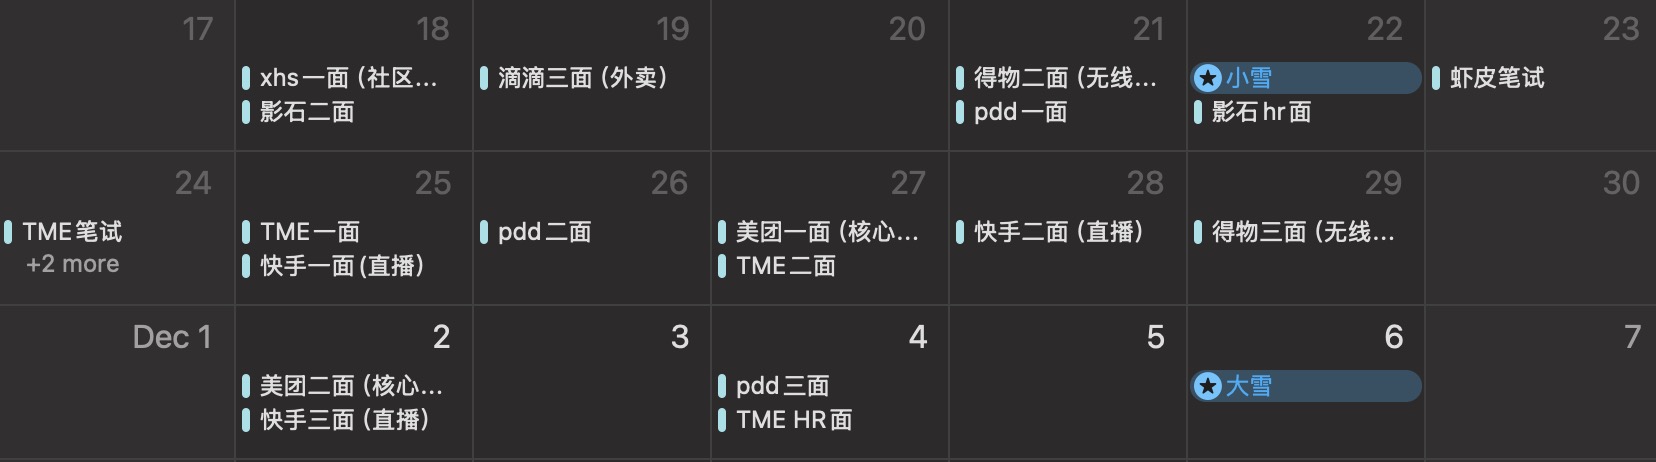 17
18
19
20
21
22
23
xhs一面（社区...
滴滴三面（外卖）
得物二面（无线...
小雪
虾皮笔试
影石二面
pdd一面
影石hr面
24
25
26
27
28
29
30
TME笔试
TME一面
pdd二面
美团一面（核心...
快手二面（直播）
得物三面（无线...
+2 more
快手一面(直播）
TME二面
Dec 1
2
3
4
5
6
7
美团二面（核心...
pdd三面
大雪
快手三面（直播）
TME HR面